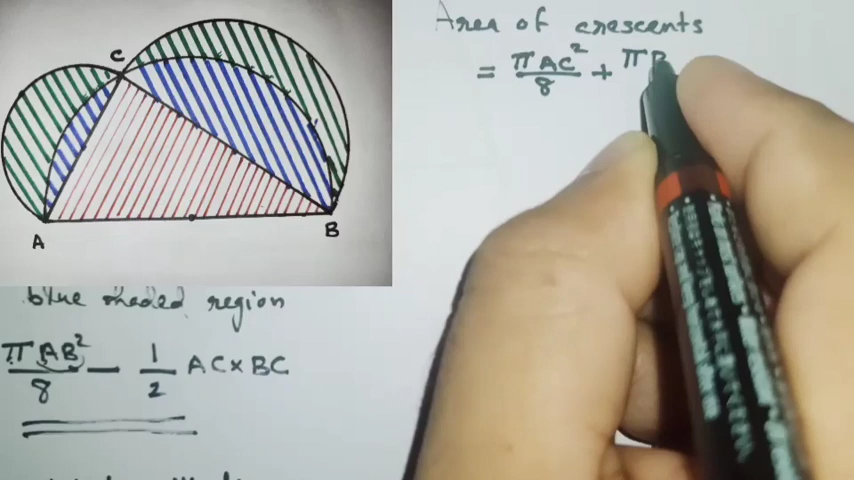 C
A
B
blue shaded region
πAB²/8 — 1/2 AC×BC
Area of crescents
= πAC²/8 + πB